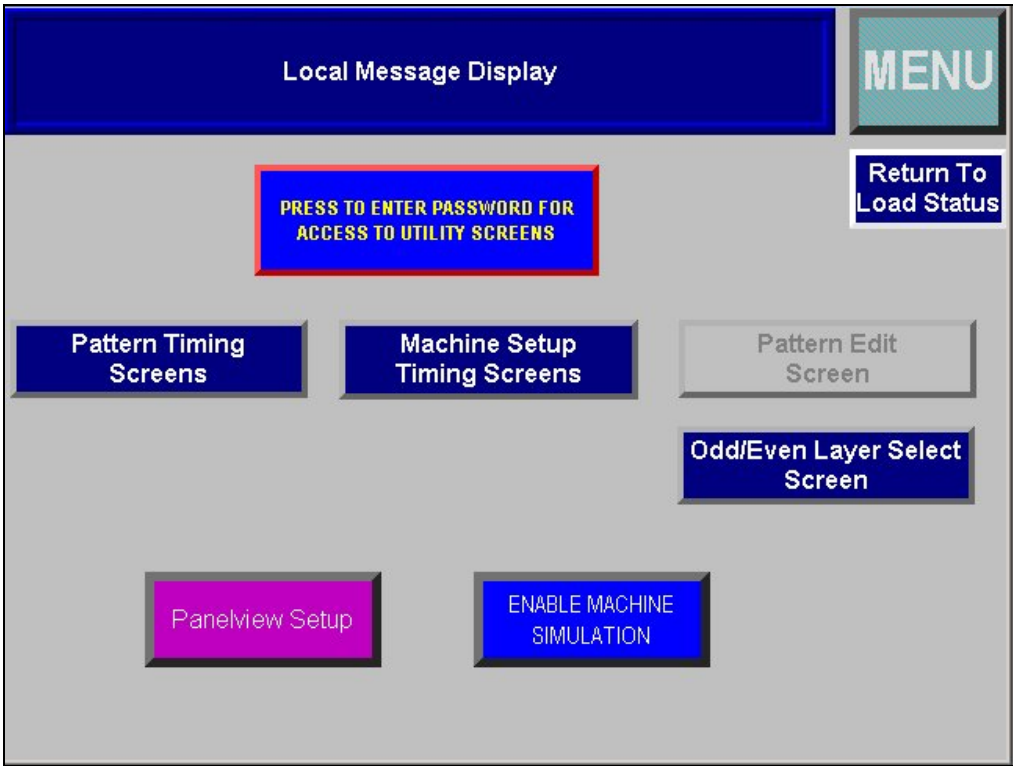 Local Message Display
MENU
Return To
Load Status
PRESS TO ENTER PASSWORD FOR
ACCESS TO UTILITY SCREENS
Pattern Timing
Screens
Machine Setup
Timing Screens
Pattern Edit
Screen
Odd/Even Layer Select
Screen
Panelview Setup
ENABLE MACHINE
SIMULATION